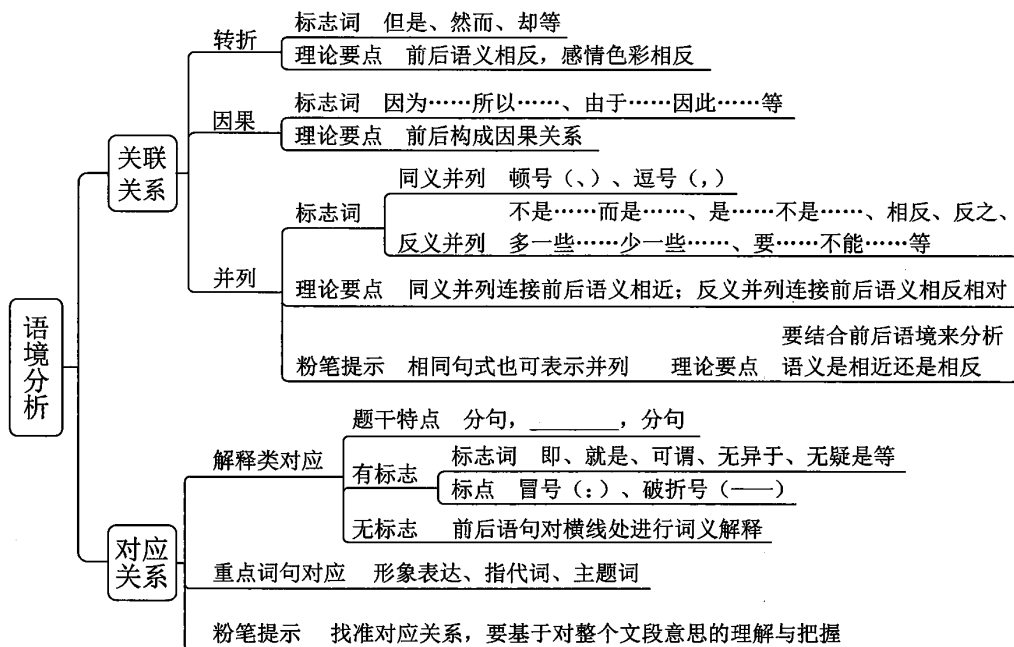 语境分析
关联关系
转折
标志词 但是、然而、却等
理论要点 前后语义相反，感情色彩相反
因果
标志词 因为……所以……、由于……因此……等
理论要点 前后构成因果关系
并列
标志词
同义并列 顿号（、）、逗号（，）
反义并列 不是……而是……、是……不是……、相反、反之、
多一些……少一些……、要……不能……等
理论要点 同义并列连接前后语义相近；反义并列连接前后语义相反相对
粉笔提示 相同句式也可表示并列 理论要点 要结合前后语境来分析
语义是相近还是相反
对应关系
解释类对应
题干特点 分句，________，分句
有标志
标志词 即、就是、可谓、无异于、无疑是等
标点 冒号（：）、破折号（——）
无标志 前后语句对横线处进行词义解释
重点词句对应 形象表达、指代词、主题词
粉笔提示 找准对应关系，要基于对整个文段意思的理解与把握